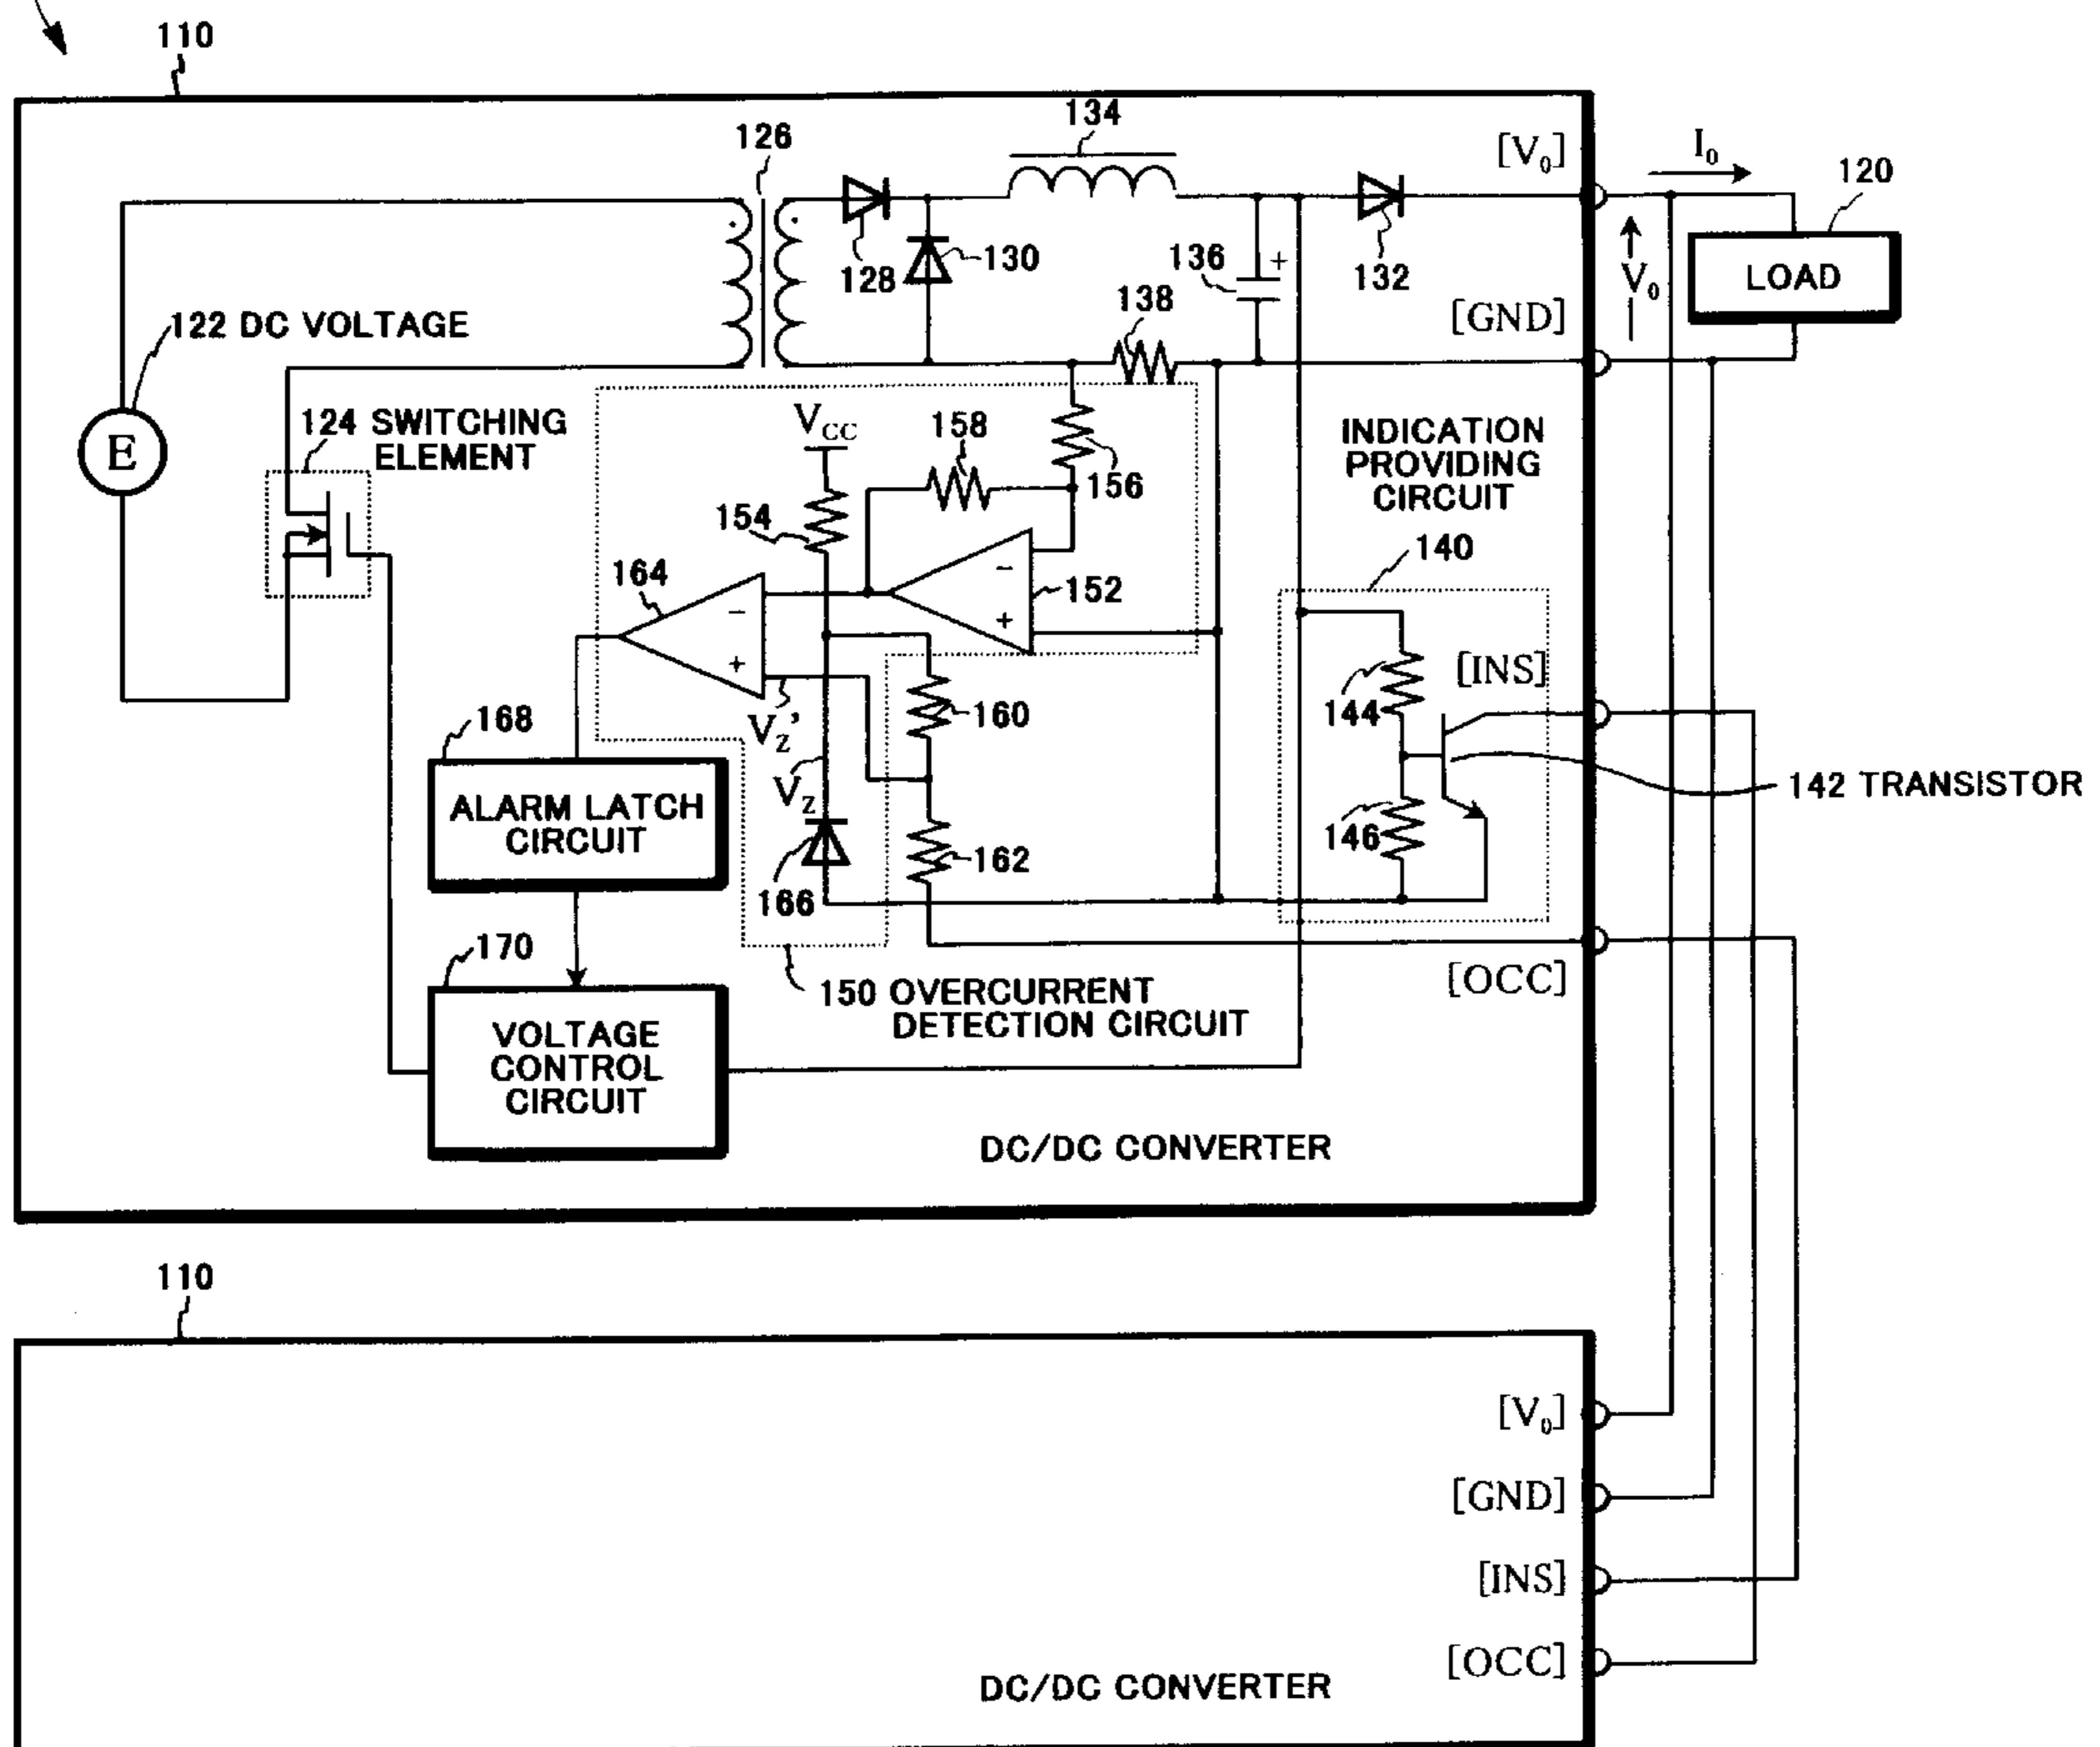 110
134
126
[V₀]
I₀
120
128
130
136
+
132
V₀
LOAD
138
[GND]
122 DC VOLTAGE
E
124 SWITCHING
ELEMENT
V_CC
158
156
INDICATION
PROVIDING
CIRCUIT
154
140
164
−
152
−
+
+
144
[INS]
160
V_Z'
168
V_Z
142 TRANSISTOR
ALARM LATCH
CIRCUIT
146
162
166
170
[OCC]
150 OVERCURRENT
DETECTION CIRCUIT
VOLTAGE
CONTROL
CIRCUIT
DC/DC CONVERTER
110
[V₀]
[GND]
[INS]
[OCC]
DC/DC CONVERTER